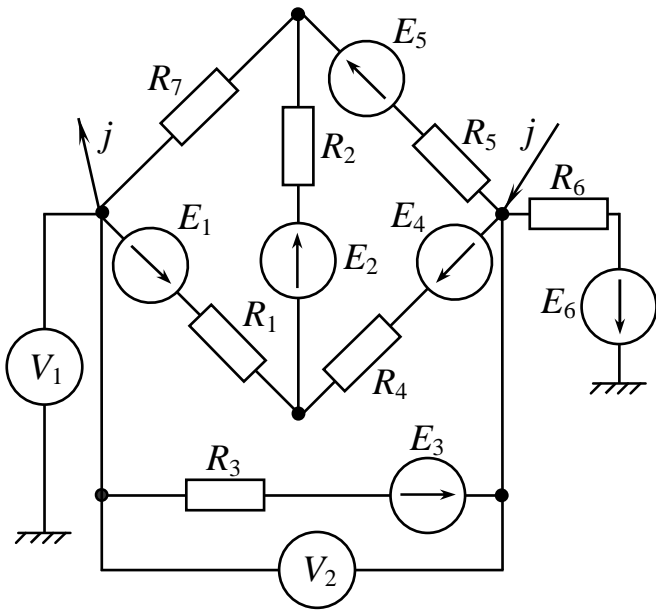 E₅
R₇
j
R₂
R₅
j
R₆
E₁
E₄
E₂
E₆
R₁
V₁
R₄
R₃
E₃
V₂